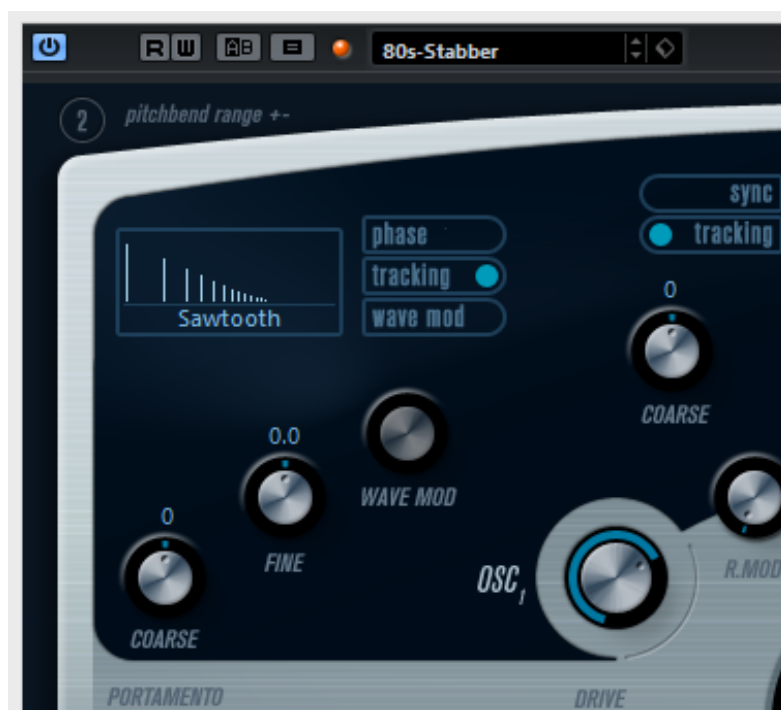 R W AB 80s-Stabber
2 pitchbend range +-
sync
phase
tracking
tracking
wave mod
Sawtooth
0
COARSE
0.0
WAVE MOD
0
FINE
R.MOD
OSC1
COARSE
PORTAMENTO
DRIVE